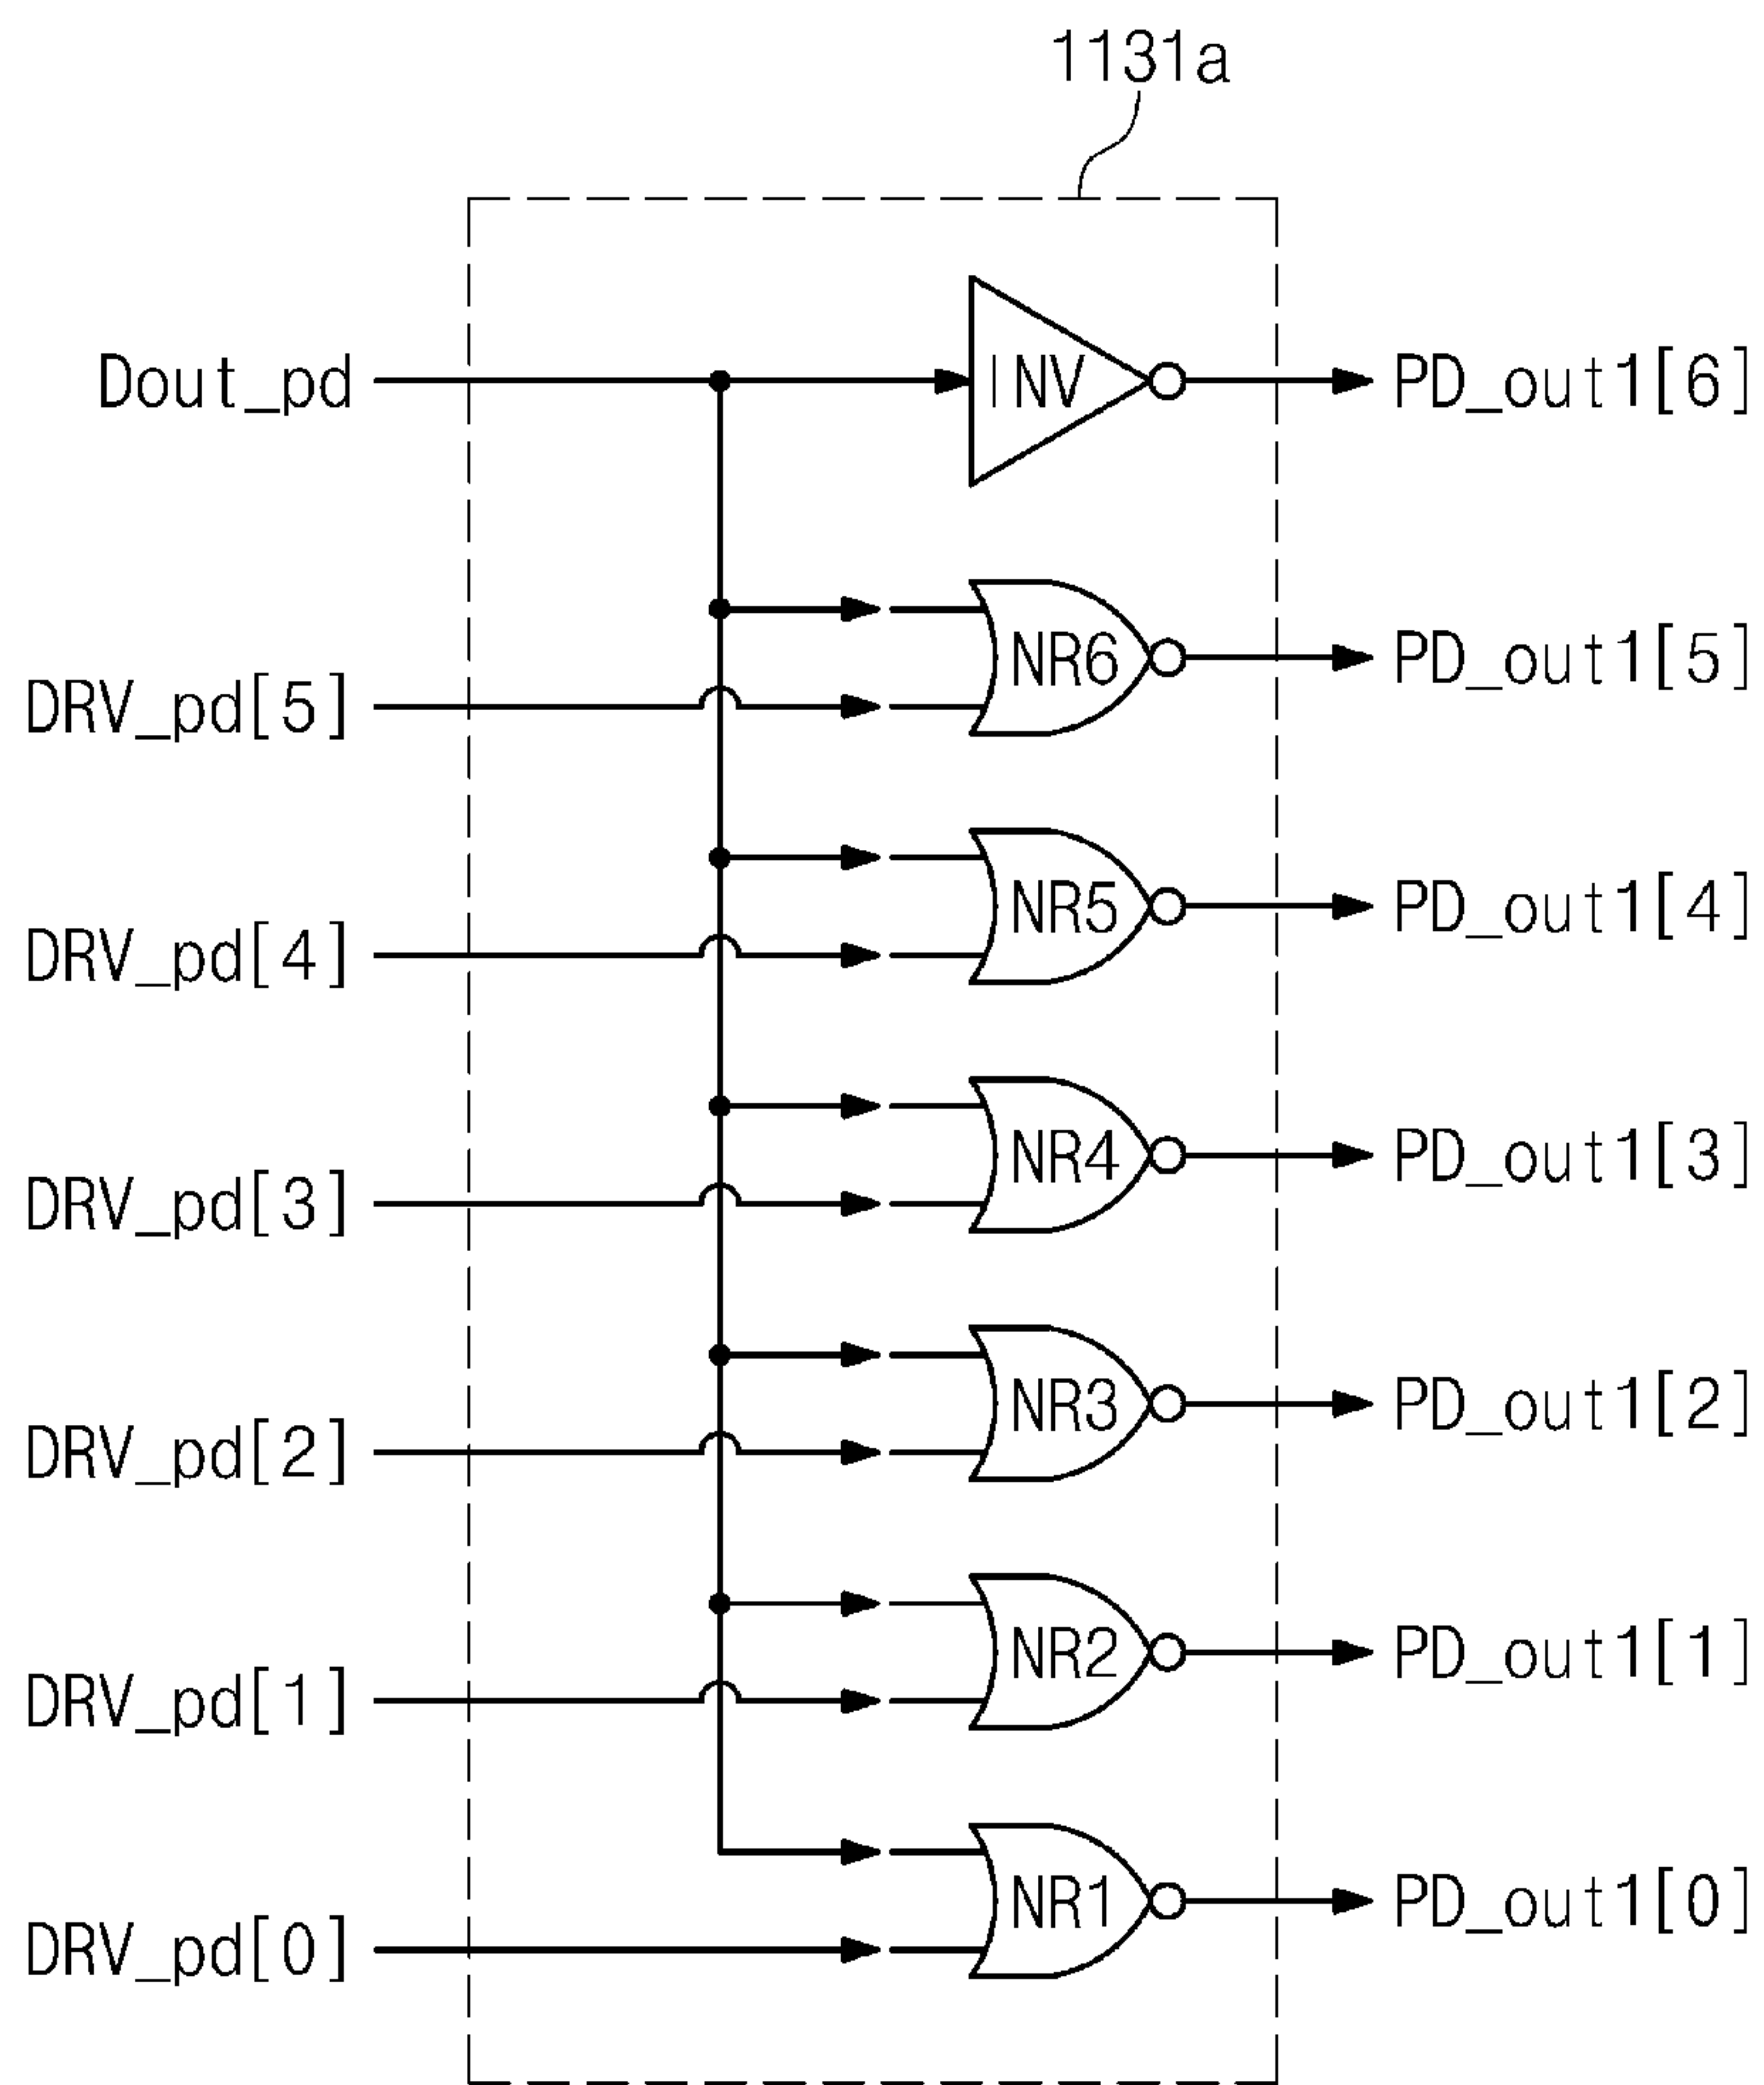 1131a
Dout_pd INV PD_out1[6]
NR6 PD_out1[5]
DRV_pd[5]
NR5 PD_out1[4]
DRV_pd[4]
NR4 PD_out1[3]
DRV_pd[3]
NR3 PD_out1[2]
DRV_pd[2]
NR2 PD_out1[1]
DRV_pd[1]
NR1 PD_out1[0]
DRV_pd[0]